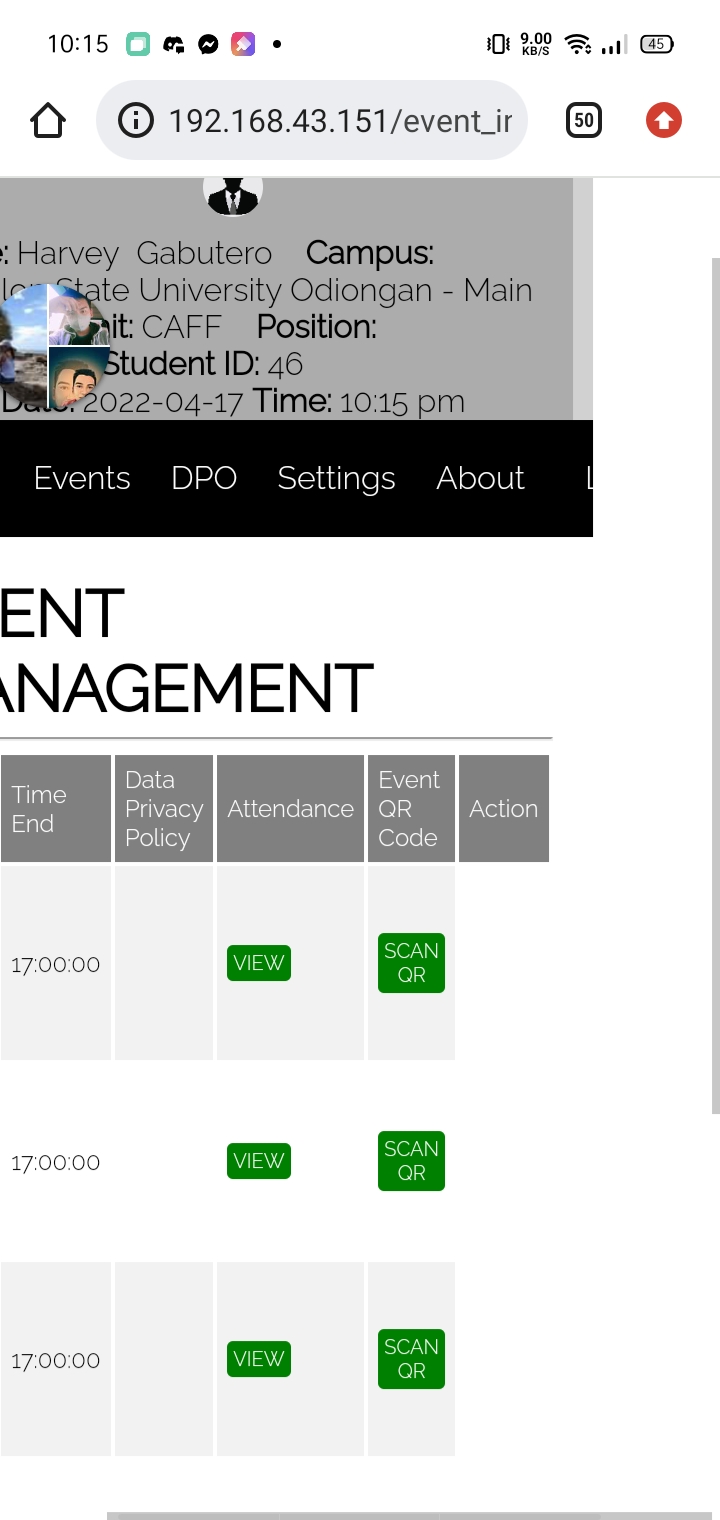 10:15
9.00
KB/S
45
192.168.43.151/event_ir
50
e: Harvey Gabutero Campus:
State University Odiongan - Main
it: CAFF Position:
Student ID: 46
Date: 2022-04-17 Time: 10:15 pm
Events DPO Settings About L
ENT
ANAGEMENT
Time
End
Data
Privacy
Policy
Attendance
Event
QR
Code
Action
17:00:00
VIEW
SCAN
QR
17:00:00
VIEW
SCAN
QR
17:00:00
VIEW
SCAN
QR